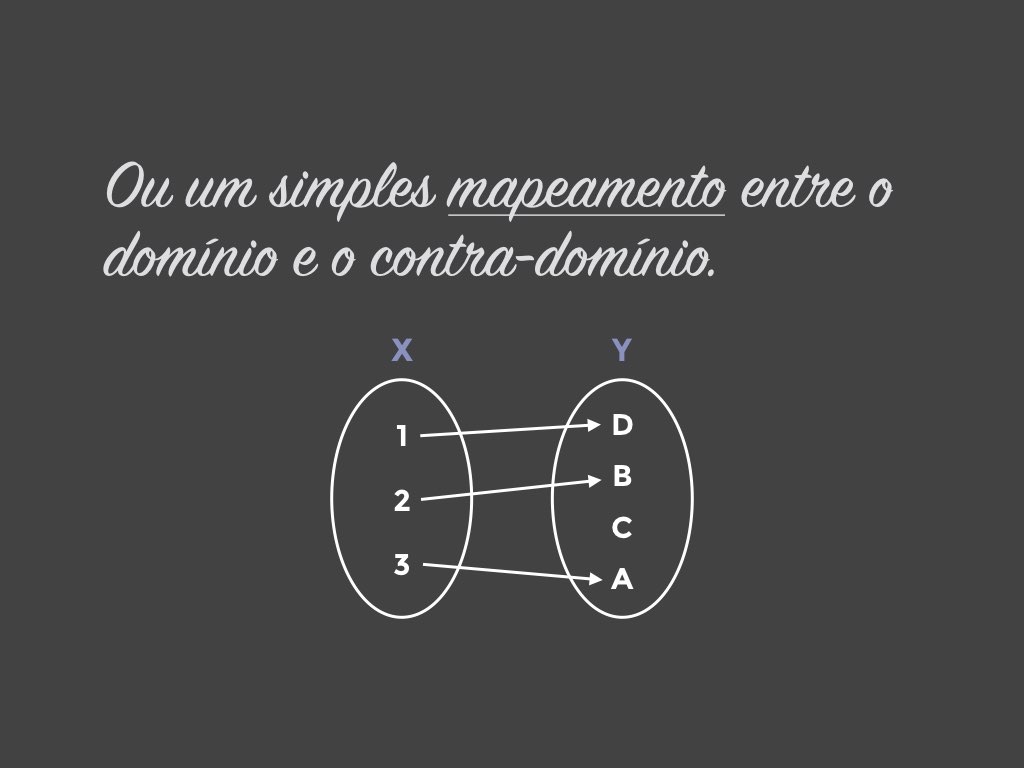 Ou um simples mapeamento entre o
domínio e o contra-domínio.
X Y
1 D
2 B
C
3 A